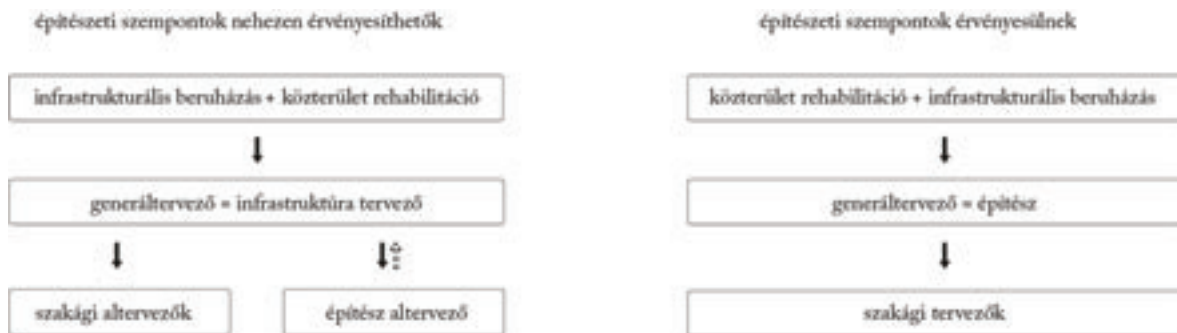 építészeti szempontok nehezen érvényesíthetők
infrastrukturális beruházás + közterület rehabilitáció
generáltervező = infrastruktúra tervező
szakági altervezők
építész altervező
építészeti szempontok érvényesülnek
közterület rehabilitáció + infrastrukturális beruházás
generáltervező = építész
szakági tervezők